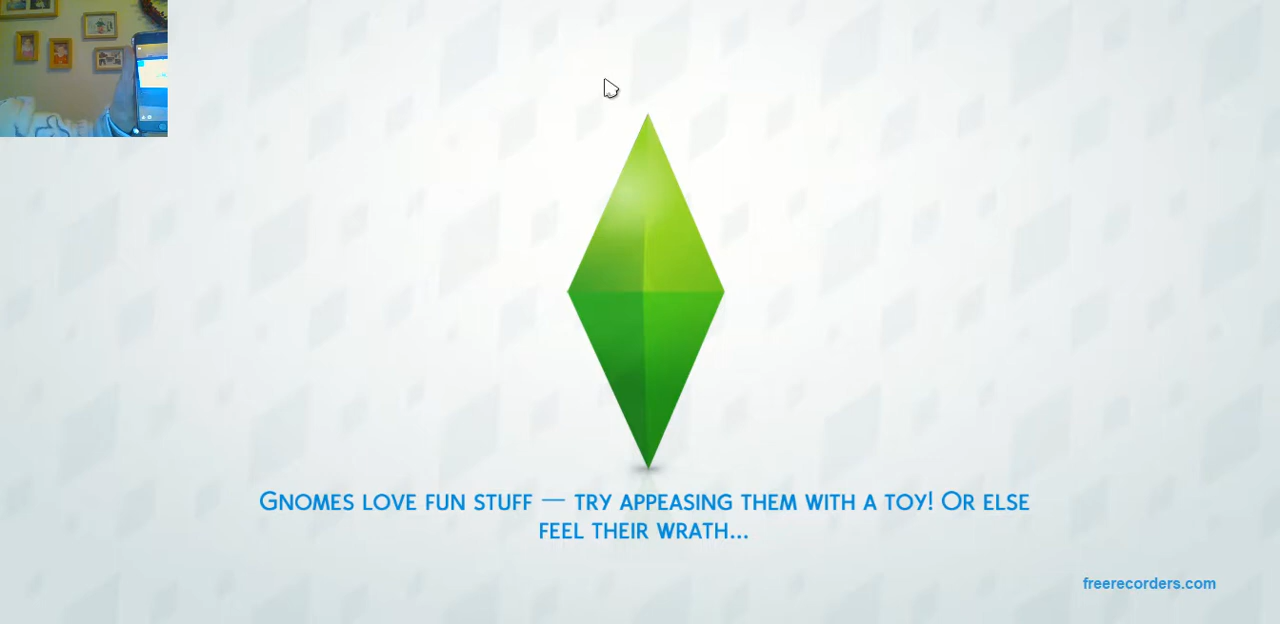 Gnomes love fun stuff — try appeasing them with a toy! Or else
feel their wrath...
freerecorders.com